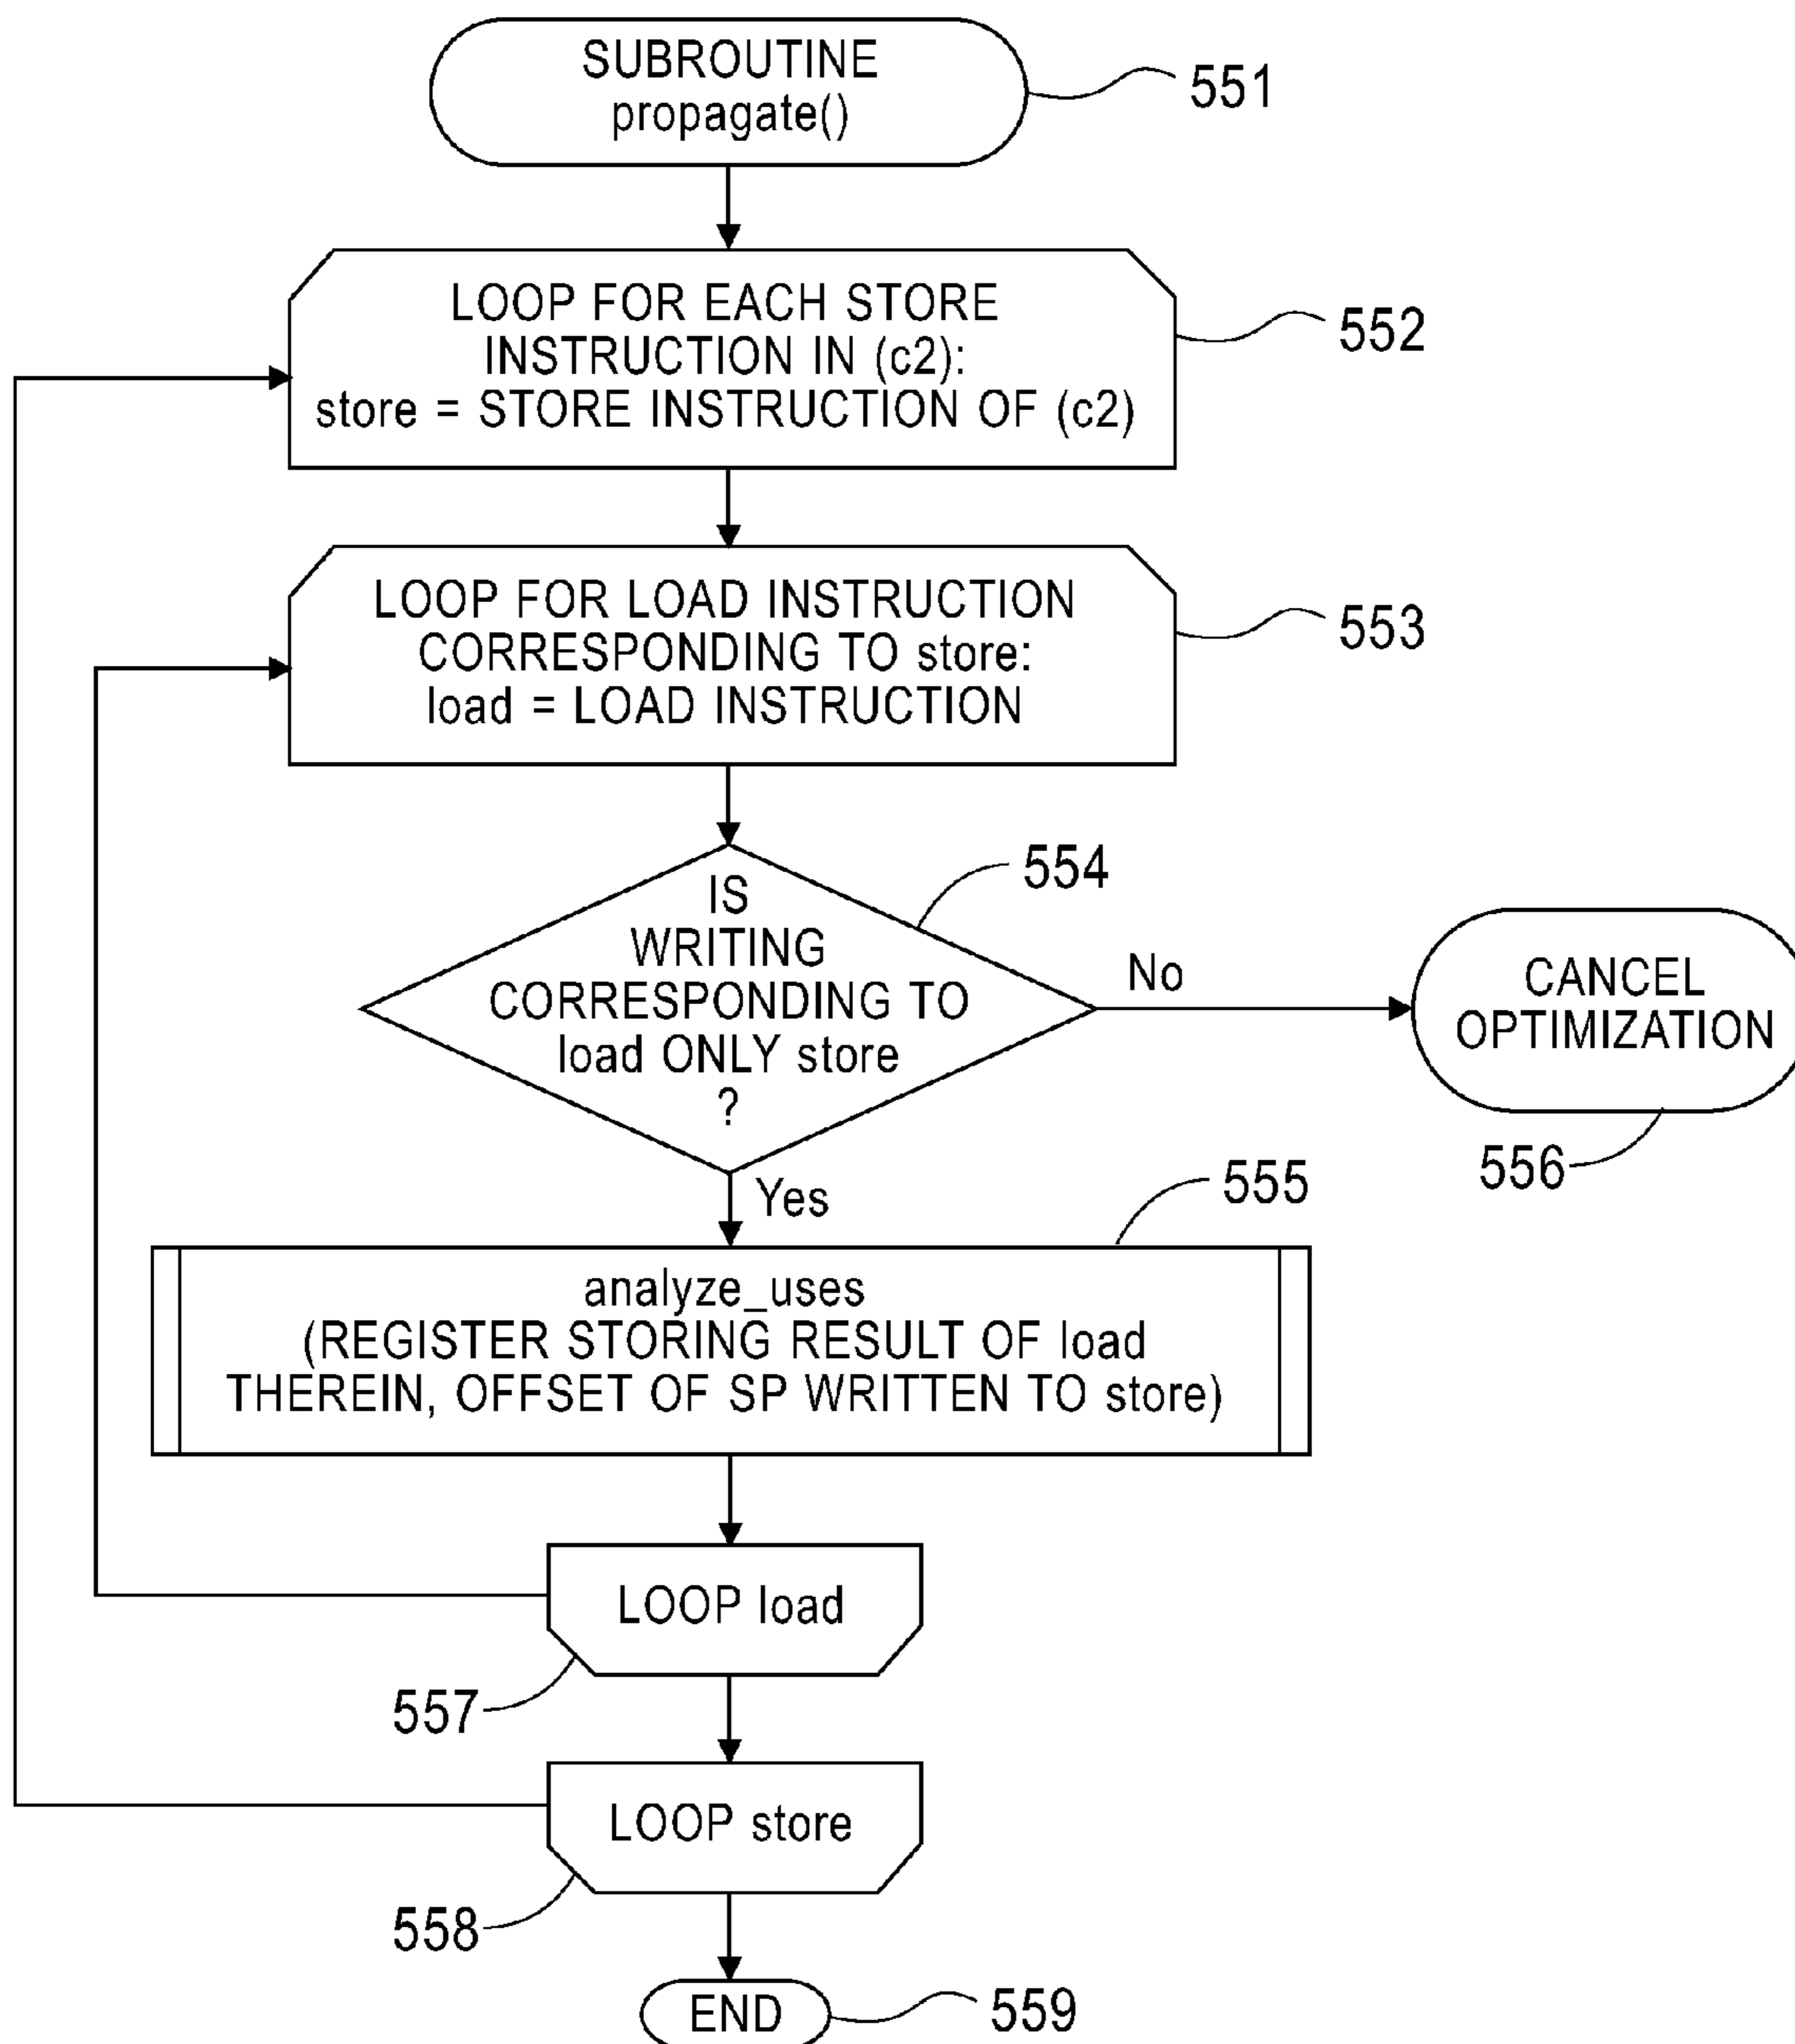 SUBROUTINE
propagate()
551
LOOP FOR EACH STORE
INSTRUCTION IN (c2):
store = STORE INSTRUCTION OF (c2)
552
LOOP FOR LOAD INSTRUCTION
CORRESPONDING TO store:
load = LOAD INSTRUCTION
553
IS
WRITING
CORRESPONDING TO
load ONLY store
?
554
No
CANCEL
OPTIMIZATION
556
Yes
555
analyze_uses
(REGISTER STORING RESULT OF load
THEREIN, OFFSET OF SP WRITTEN TO store)
LOOP load
557
LOOP store
558
END
559